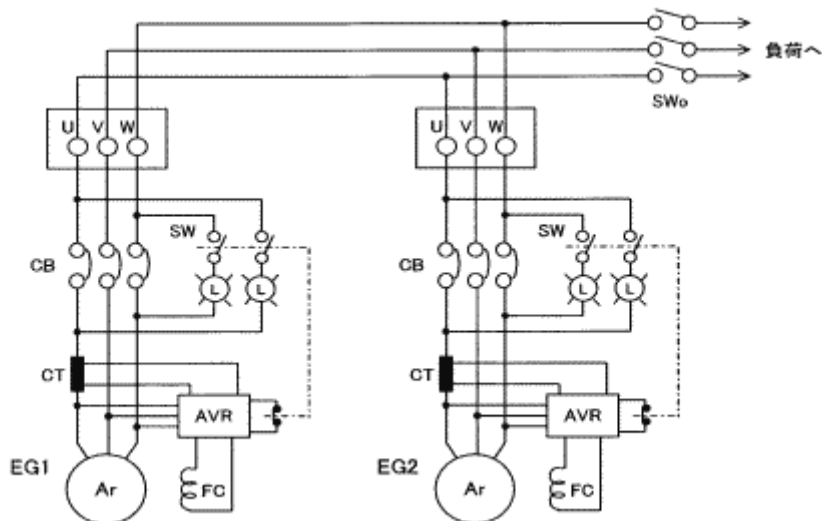 負荷へ
SWo
U V W
U V W
SW
SW
CB
CB
L L
L L
CT
CT
AVR
AVR
EG1
EG2
Ar
FC
Ar
FC